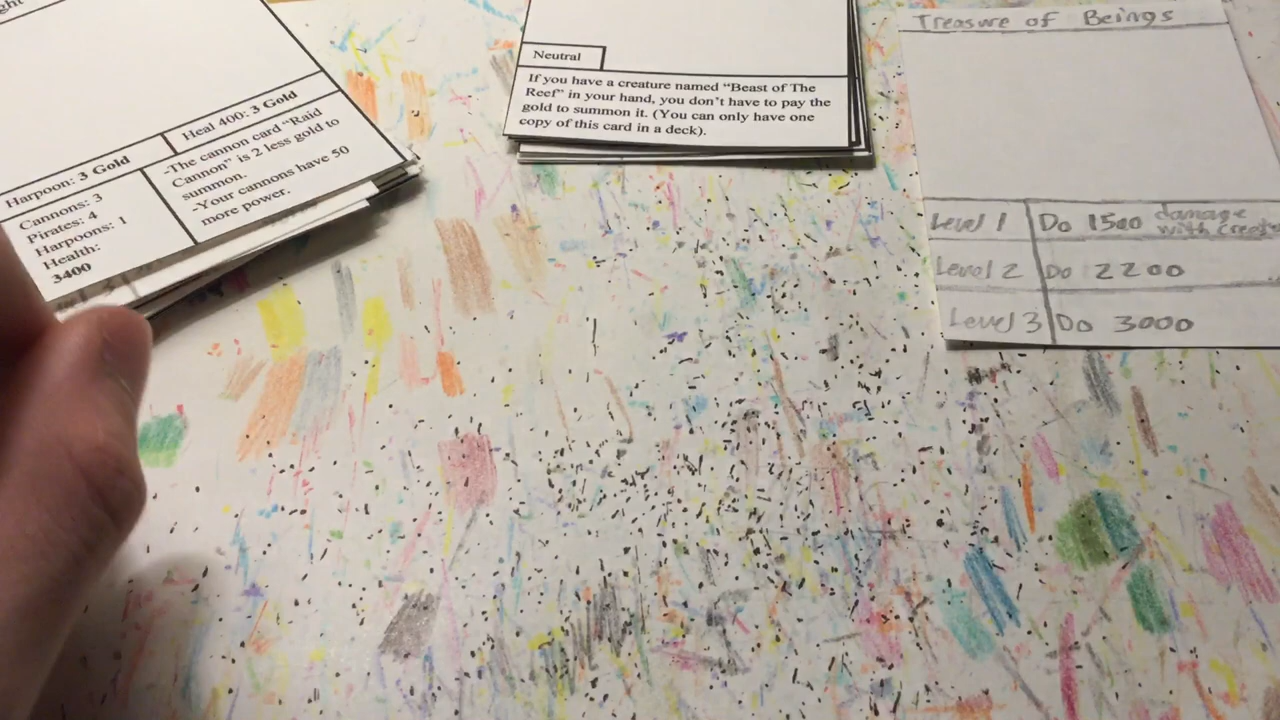 ght
Harpoon: 3 Gold
Heal 400: 3 Gold
Cannons: 3
Pirates: 4
Harpoons: 1
Health:
3400
-The cannon card “Raid
Cannon” is 2 less gold to
summon.
-Your cannons have 50
more power.
Neutral
If you have a creature named “Beast of The
Reef” in your hand, you don’t have to pay the
gold to summon it. (You can only have one
copy of this card in a deck).
Treasure of Beings
Level 1 Do 1500 damage
with
Level 2 Do 2200
Level 3 Do 3000